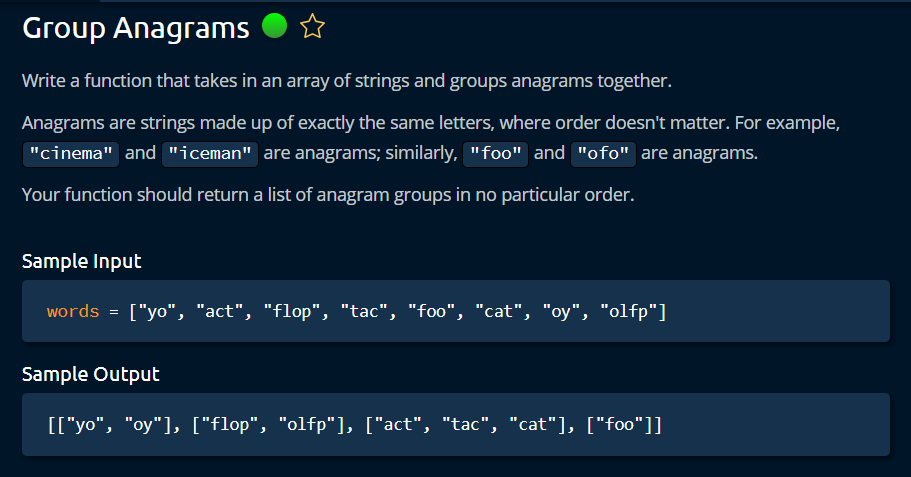 Group Anagrams
Write a function that takes in an array of strings and groups anagrams together.
Anagrams are strings made up of exactly the same letters, where order doesn't matter. For example,
"cinema" and "iceman" are anagrams; similarly, "foo" and "ofo" are anagrams.
Your function should return a list of anagram groups in no particular order.
Sample Input
words = ["yo", "act", "flop", "tac", "foo", "cat", "oy", "olfp"]
Sample Output
[["yo", "oy"], ["flop", "olfp"], ["act", "tac", "cat"], ["foo"]]